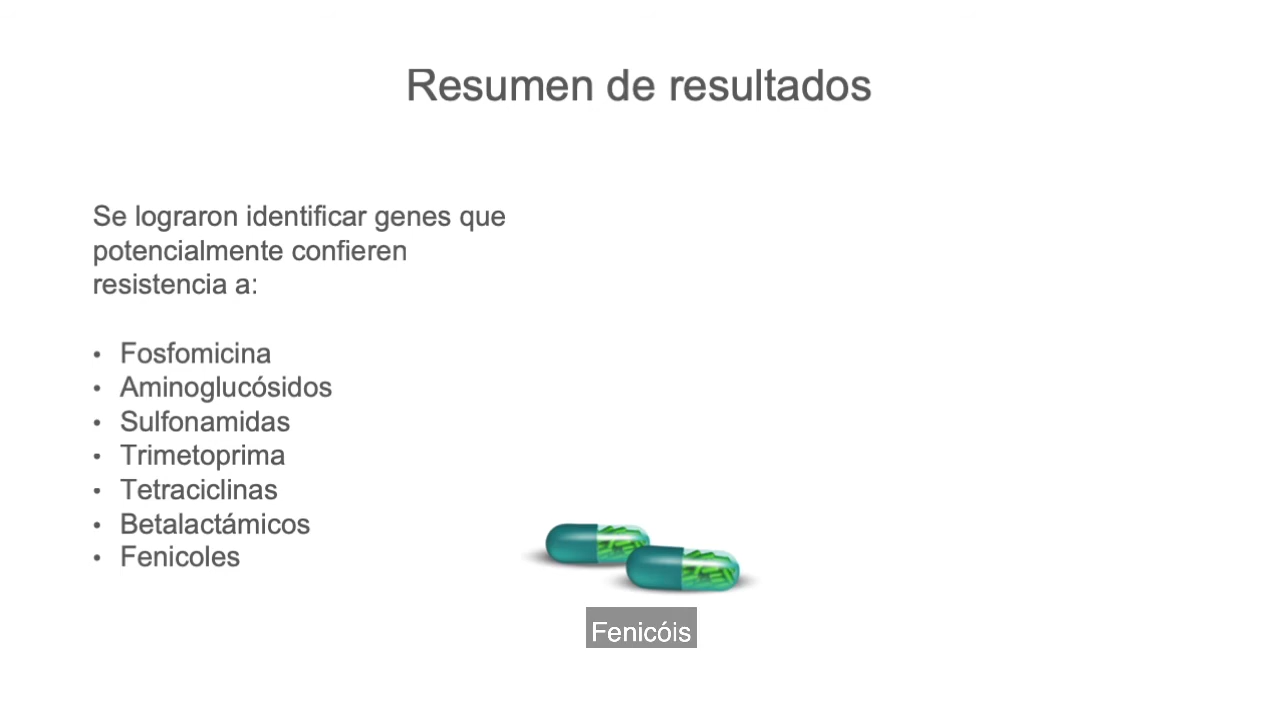 Resumen de resultados
Se lograron identificar genes que
potencialmente confieren
resistencia a:
• Fosfomicina
• Aminoglucósidos
• Sulfonamidas
• Trimetoprima
• Tetraciclinas
• Betalactámicos
• Fenicoles
Fenicóis